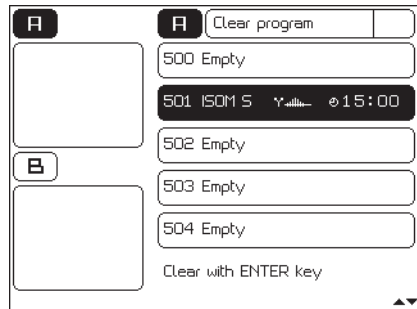 A
A Clear program
500 Empty
501 ISOM S 15:00
502 Empty
B
503 Empty
504 Empty
Clear with ENTER key